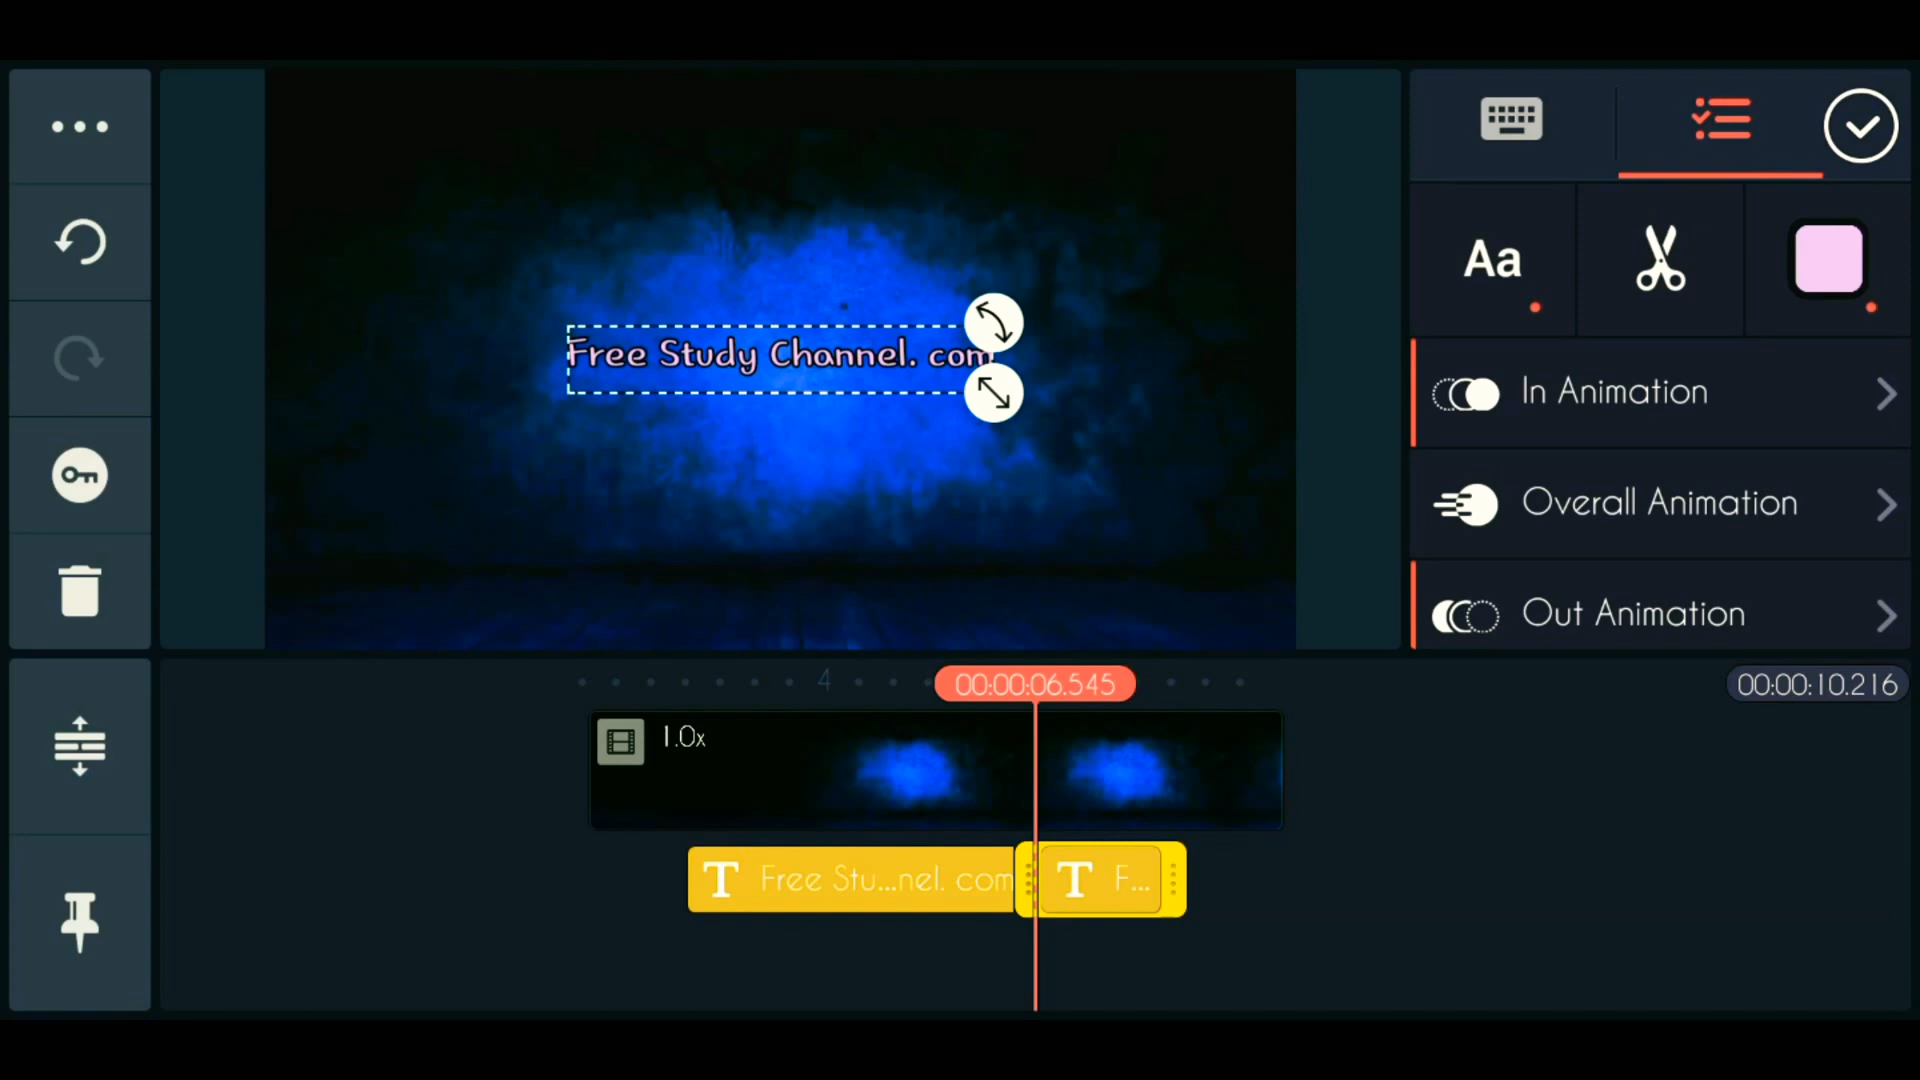 Aa
Free Study Channel. com
In Animation
Overall Animation
Out Animation
4
00:00:06.545
00:00:10.216
1.0x
T Free Stu...nel. com
T F...